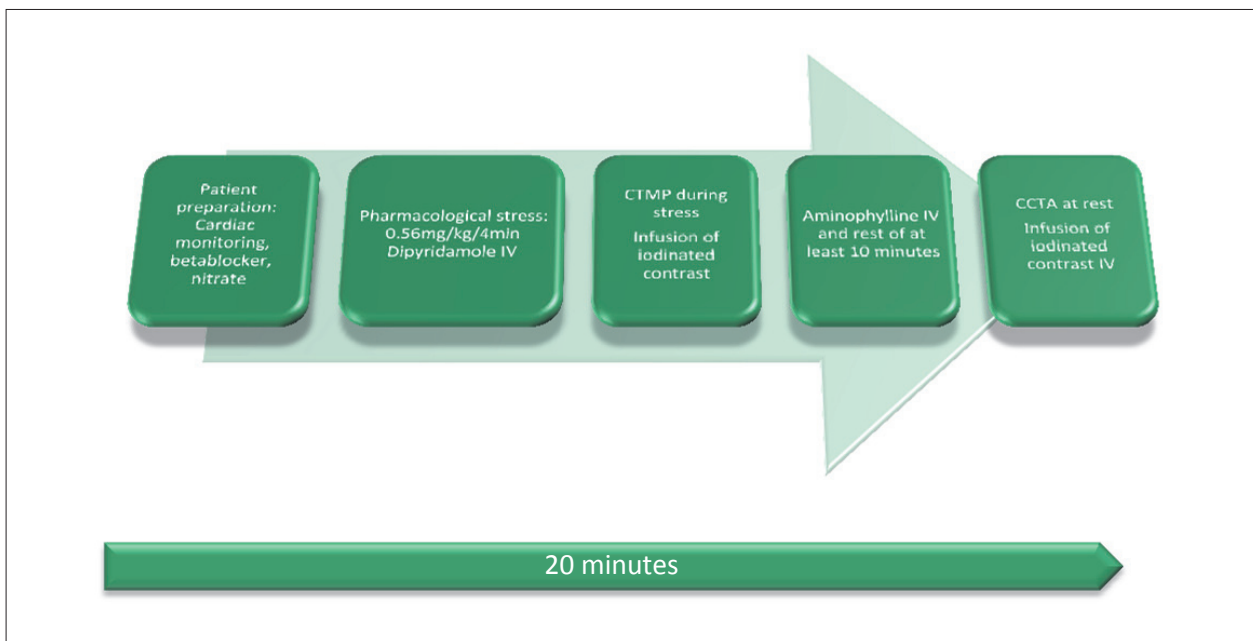 Patient
preparation:
Cardiac
monitoring,
betablocker,
nitrate
Pharmacological stress:
0.56mg/kg/4min
Dipyridamole IV
CTMP during
stress
Infusion of
iodinated
contrast
Aminophylline IV
and rest of at
least 10 minutes
CCTA at rest
Infusion of
iodinated
contrast IV
20 minutes